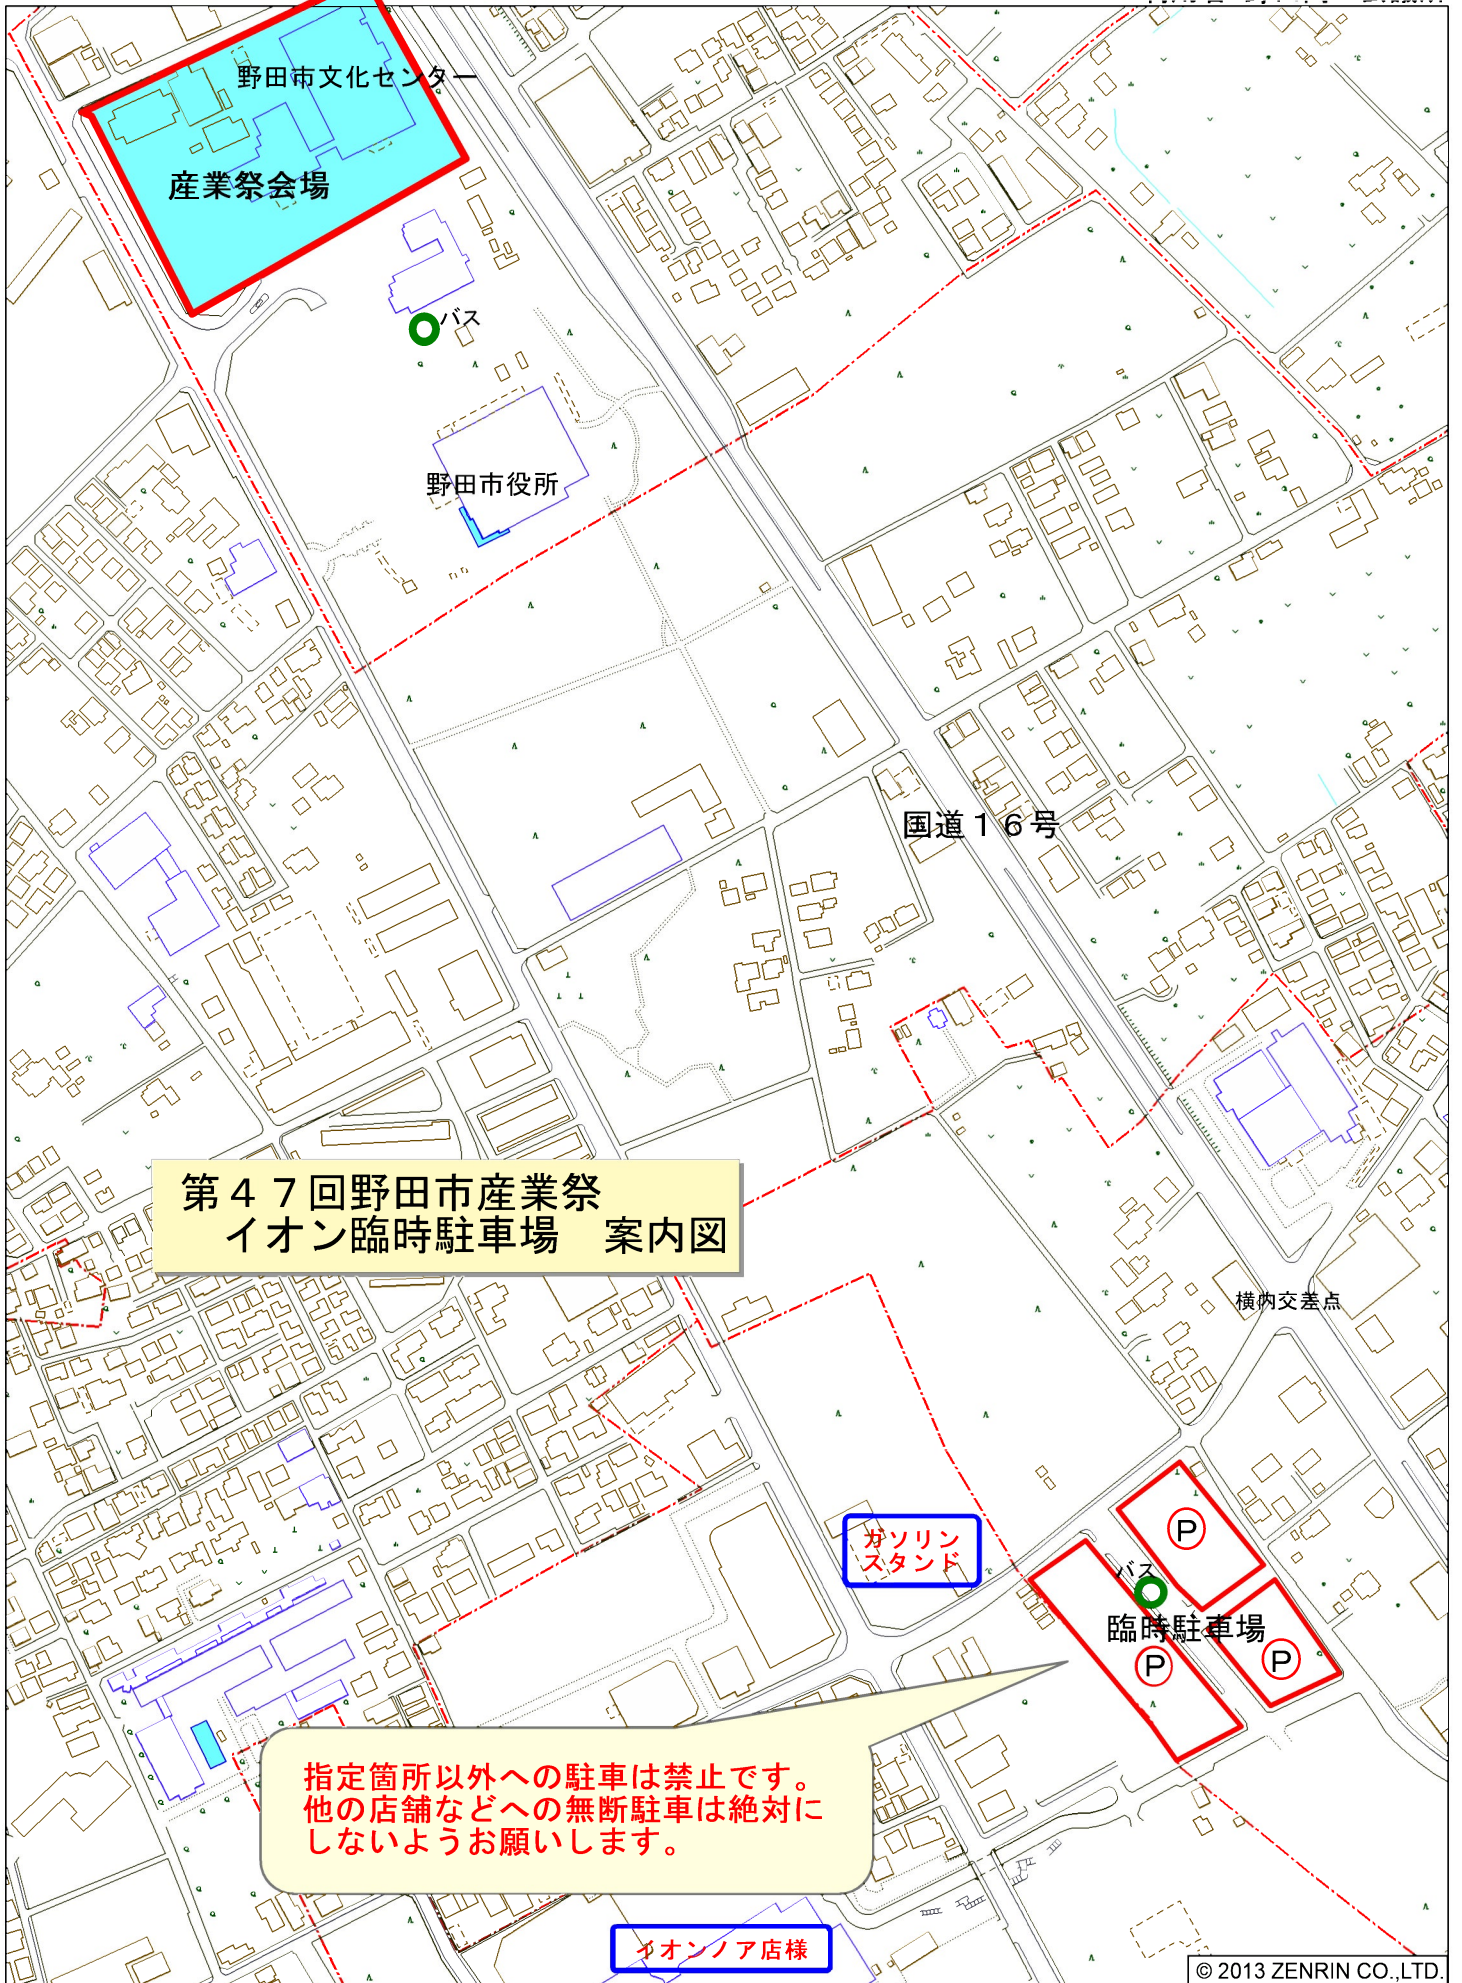 野田市文化センター
産業祭会場
バス
野田市役所
国道16号
第47回野田市産業祭
イオン臨時駐車場　案内図
横内交差点
ガソリン
スタンド
P
バス
臨時駐車場
P
P
指定箇所以外への駐車は禁止です。
他の店舗などへの無断駐車は絶対に
しないようお願いします。
イオンノア店様
© 2013 ZENRIN CO.,LTD.